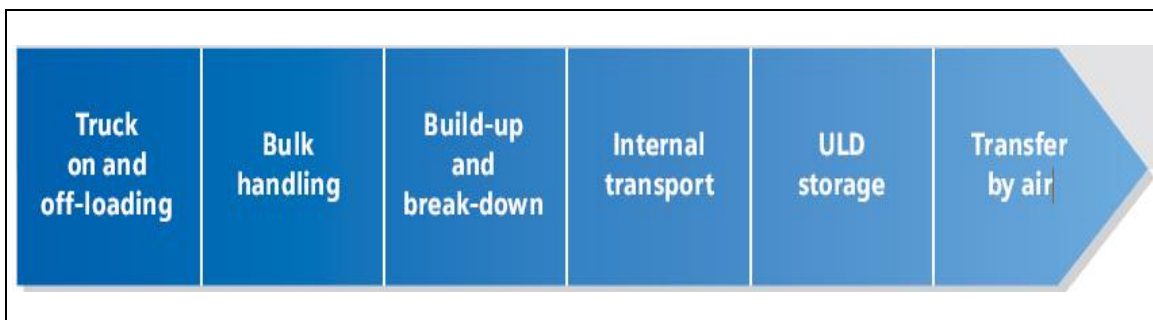 Truck
on and
off-loading
Bulk
handling
Build-up
and
break-down
Internal
transport
ULD
storage
Transfer
by air